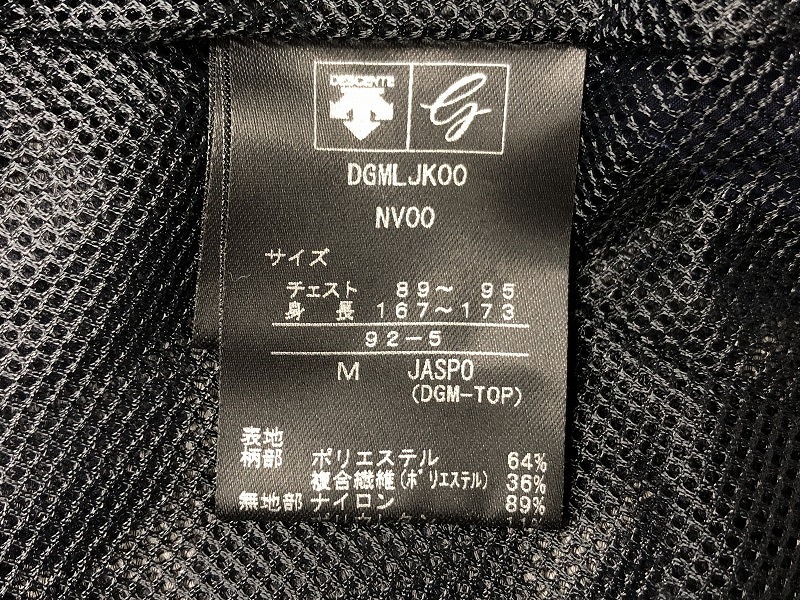 DESCENTE
DGMLJK00
NV00
サイズ
チェスト 89～ 95
身 長 167～173
92-5
M JASPO
(DGM-TOP)
表地
柄部 ポリエステル 64%
複合繊維(ポリエステル) 36%
無地部 ナイロン 89%